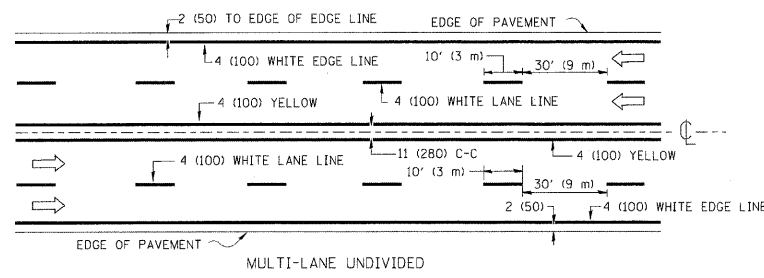 2 (50) TO EDGE OF EDGE LINE
EDGE OF PAVEMENT
4 (100) WHITE EDGE LINE
10' (3 m)
30' (9 m)
4 (100) YELLOW
4 (100) WHITE LANE LINE
℄
4 (100) WHITE LANE LINE
11 (280) C-C
4 (100) YELLOW
10' (3 m)
30' (9 m)
2 (50)
4 (100) WHITE EDGE LINE
EDGE OF PAVEMENT
MULTI-LANE UNDIVIDED